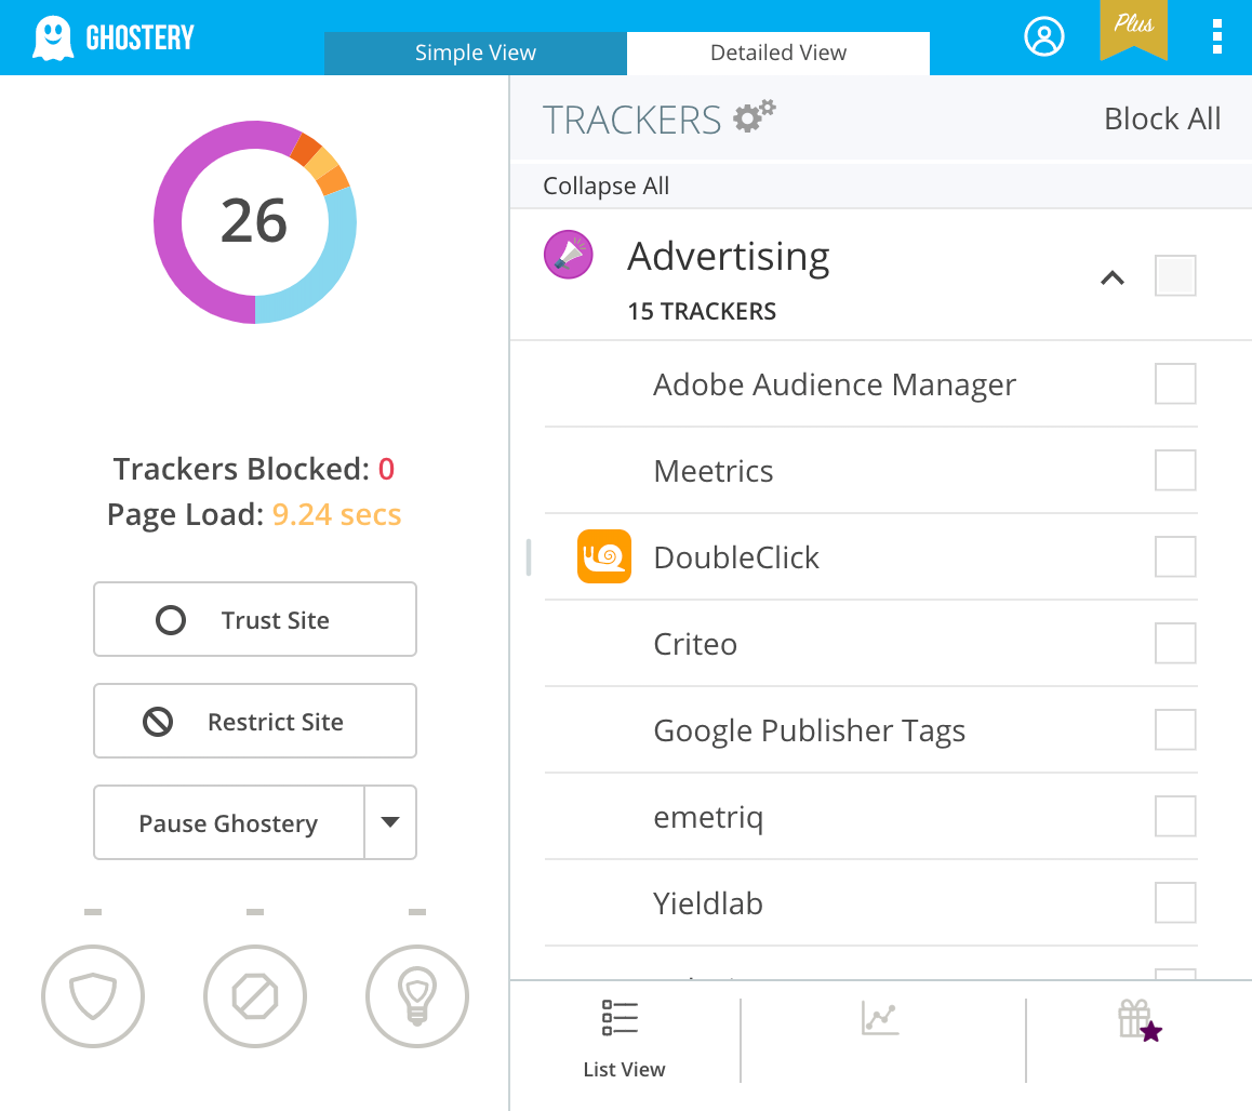 GHOSTERY
Simple View
Detailed View
Plus
26
Trackers Blocked: 0
Page Load: 9.24 secs
Trust Site
Restrict Site
Pause Ghostery
TRACKERS
Block All
Collapse All
Advertising
15 TRACKERS
Adobe Audience Manager
Meetrics
DoubleClick
Criteo
Google Publisher Tags
emetriq
Yieldlab
List View